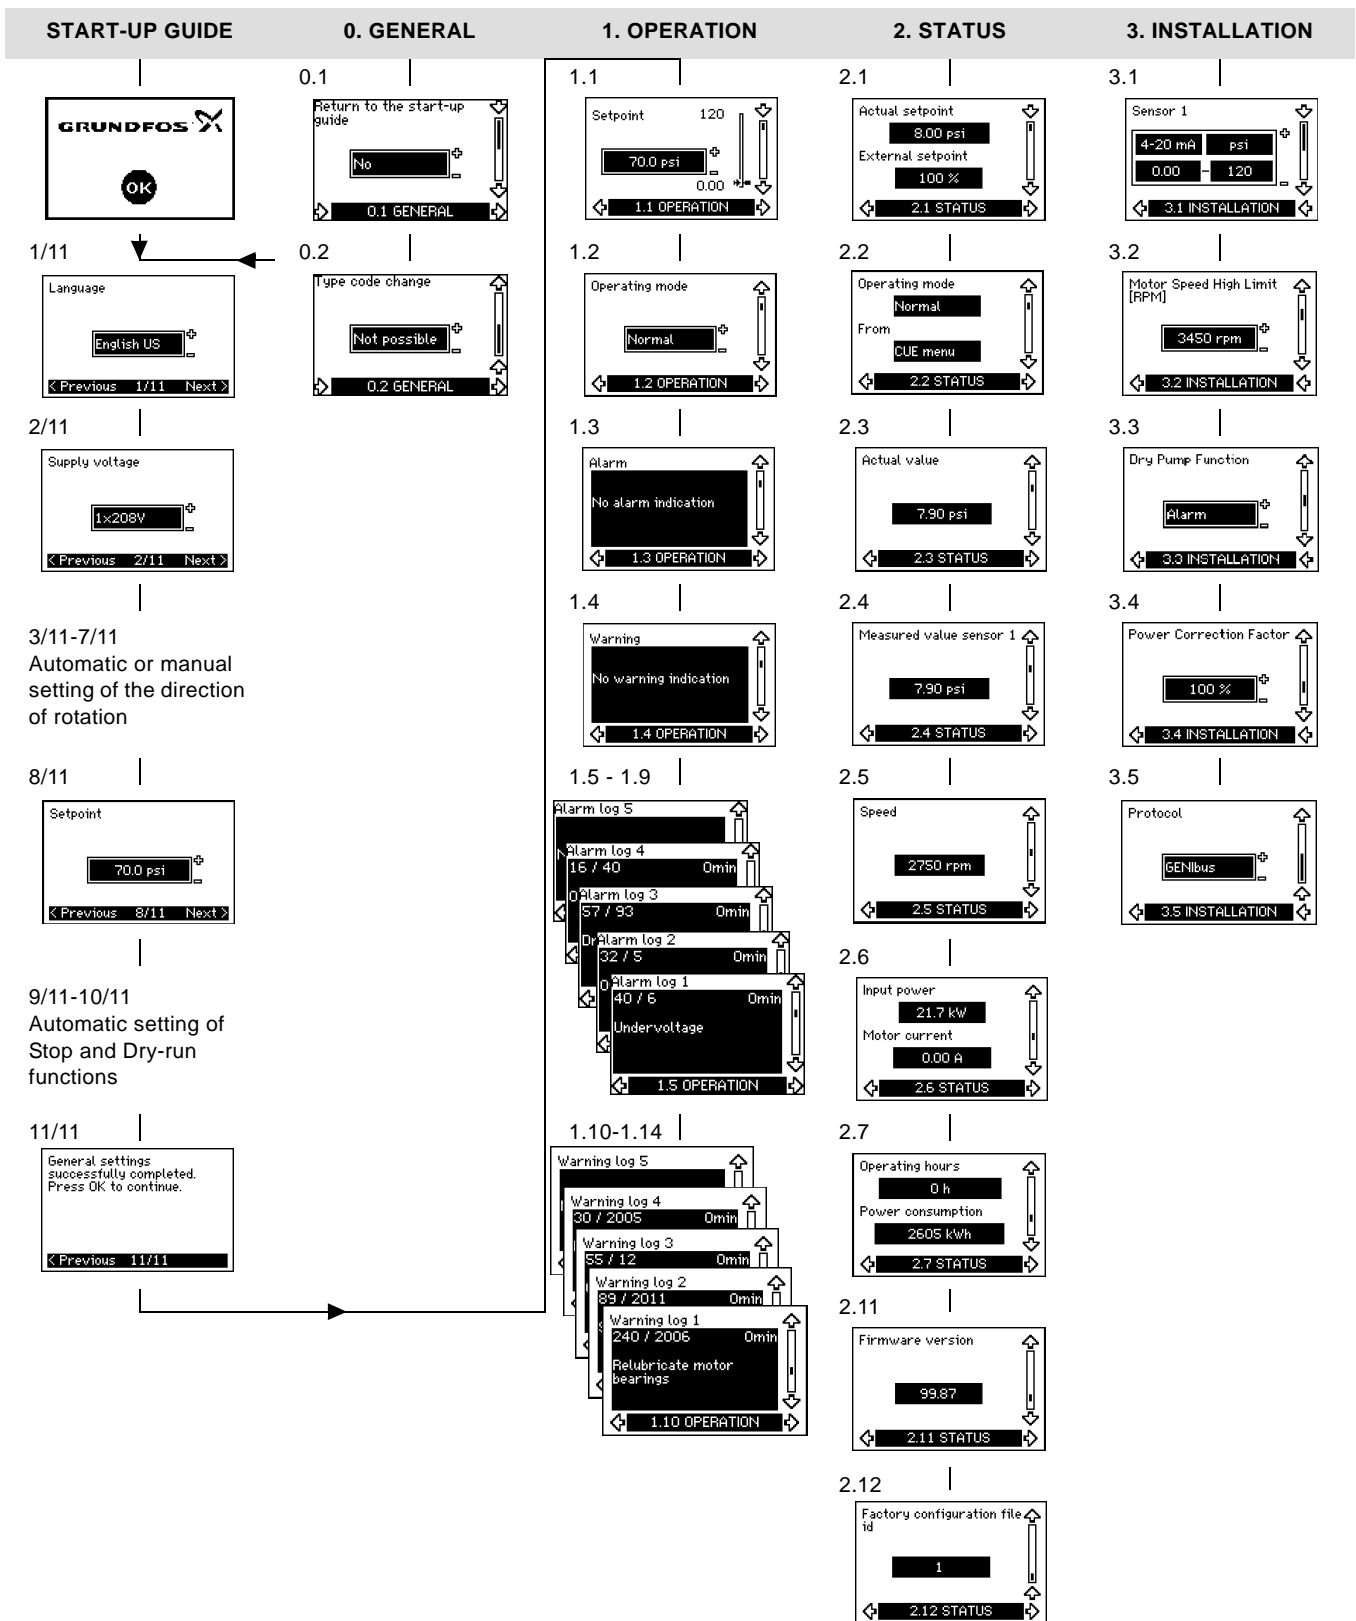 START-UP GUIDE
0. GENERAL
1. OPERATION
2. STATUS
3. INSTALLATION
GRUNDFOS
OK
1/11
Language
English US
< Previous 1/11 Next >
2/11
Supply voltage
1x208V
< Previous 2/11 Next >
3/11-7/11
Automatic or manual
setting of the direction
of rotation
8/11
Setpoint
70.0 psi
< Previous 8/11 Next >
9/11-10/11
Automatic setting of
Stop and Dry-run
functions
11/11
General settings
successfully completed.
Press OK to continue.
< Previous 11/11
0.1
Return to the start-up
guide
No
0.1 GENERAL
0.2
Type code change
Not possible
0.2 GENERAL
1.1
Setpoint 120
70.0 psi
0.00
1.1 OPERATION
1.2
Operating mode
Normal
1.2 OPERATION
1.3
Alarm
No alarm indication
1.3 OPERATION
1.4
Warning
No warning indication
1.4 OPERATION
1.5 - 1.9
Alarm log 5
Alarm log 4
16 / 40 0min
Alarm log 3
57 / 93 0min
Alarm log 2
32 / 5 0min
Alarm log 1
40 / 6 0min
Undervoltage
1.5 OPERATION
1.10-1.14
Warning log 5
Warning log 4
30 / 2005 0min
Warning log 3
55 / 12 0min
Warning log 2
89 / 2011 0min
Warning log 1
240 / 2006 0min
Relubricate motor
bearings
1.10 OPERATION
2.1
Actual setpoint
8.00 psi
External setpoint
100 %
2.1 STATUS
2.2
Operating mode
Normal
From
CUE menu
2.2 STATUS
2.3
Actual value
7.90 psi
2.3 STATUS
2.4
Measured value sensor 1
7.90 psi
2.4 STATUS
2.5
Speed
2750 rpm
2.5 STATUS
2.6
Input power
21.7 kW
Motor current
0.00 A
2.6 STATUS
2.7
Operating hours
0 h
Power consumption
2605 kWh
2.7 STATUS
2.11
Firmware version
99.87
2.11 STATUS
2.12
Factory configuration file
id
1
2.12 STATUS
3.1
Sensor 1
4-20 mA psi
0.00 - 120
3.1 INSTALLATION
3.2
Motor Speed High Limit
[RPM]
3450 rpm
3.2 INSTALLATION
3.3
Dry Pump Function
Alarm
3.3 INSTALLATION
3.4
Power Correction Factor
100 %
3.4 INSTALLATION
3.5
Protocol
GENIbus
3.5 INSTALLATION